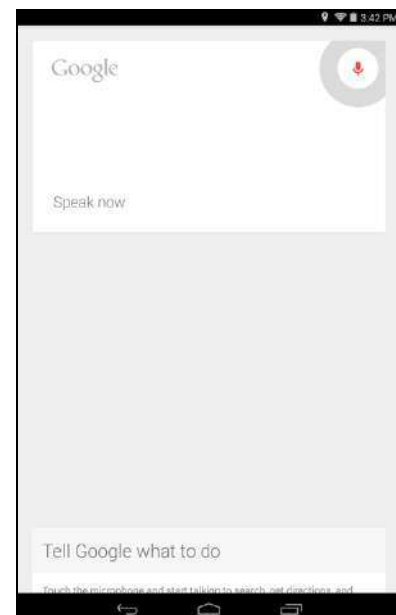 3:42 PM
Google
Speak now
Tell Google what to do
Touch the microphone and start talking to search, get directions, and